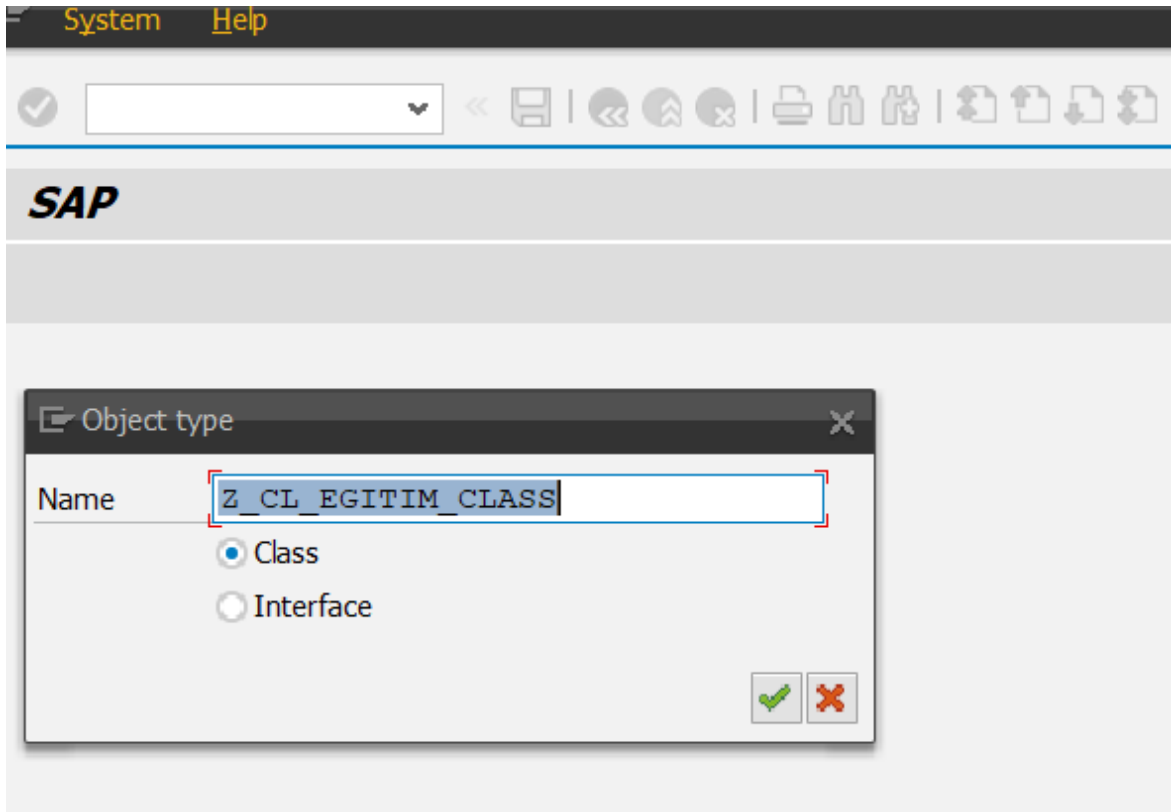 System Help
SAP
Object type
Name Z_CL_EGITIM_CLASS
Class
Interface